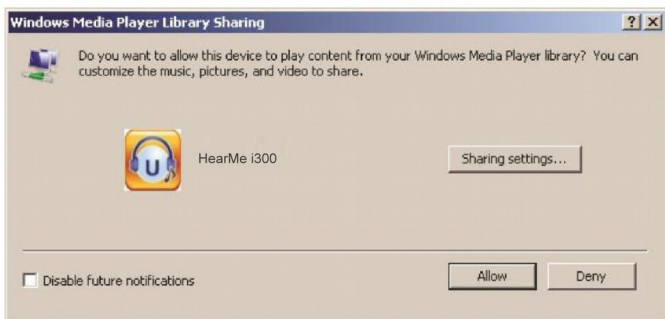 Windows Media Player Library Sharing
Do you want to allow this device to play content from your Windows Media Player library? You can
customize the music, pictures, and video to share.
U
HearMe i300
Sharing settings...
Disable future notifications
Allow
Deny